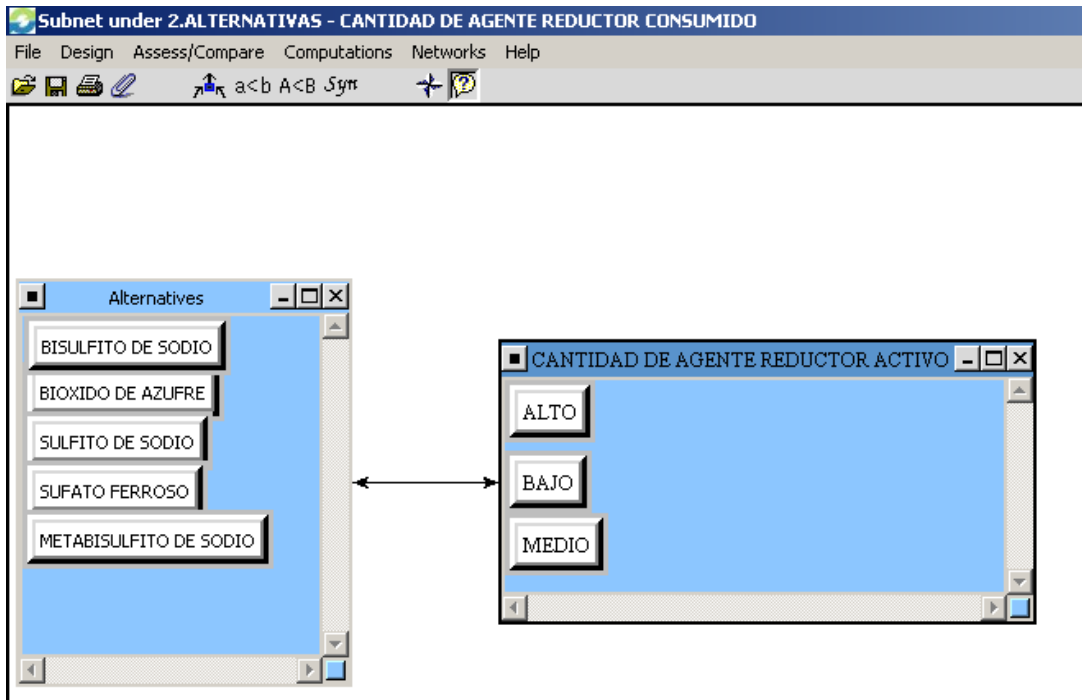 Subnet under 2.ALTERNATIVAS - CANTIDAD DE AGENTE REDUCTOR CONSUMIDO
File Design Assess/Compare Computations Networks Help
a<b A<B Syn
Alternatives
BISULFITO DE SODIO
BIOXIDO DE AZUFRE
SULFITO DE SODIO
SUFATO FERROSO
METABISULFITO DE SODIO
CANTIDAD DE AGENTE REDUCTOR ACTIVO
ALTO
BAJO
MEDIO